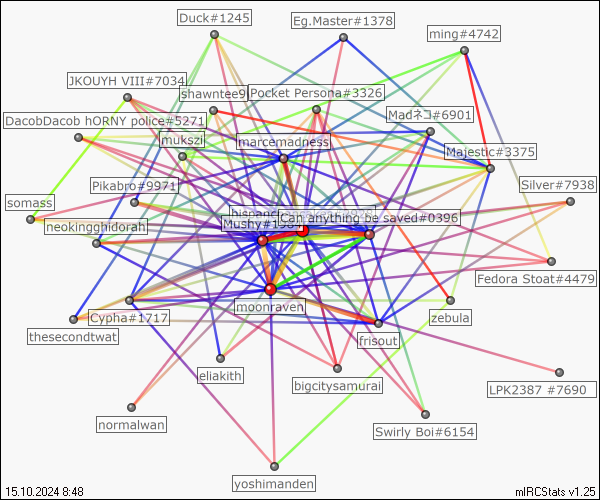 Duck#1245
Eg.Master#1378
ming#4742
JKOUYH VIII#7034
shawntee9
Pocket Persona#3326
DacobDacob hORNY police#5271
Madネコ#6901
mukszi
marcemadness
Majestic#3375
Pikabro#9971
Silver#7938
somass
Can anything be saved#0396
neokingghidorah
Fedora Stoat#4479
moonraven
Cypha#1717
zebula
thesecondtwat
frisout
eliakith
bigcitysamurai
LPK2387 #7690
normalwan
Swirly Boi#6154
yoshimanden
15.10.2024 8:48
mIRCStats v1.25